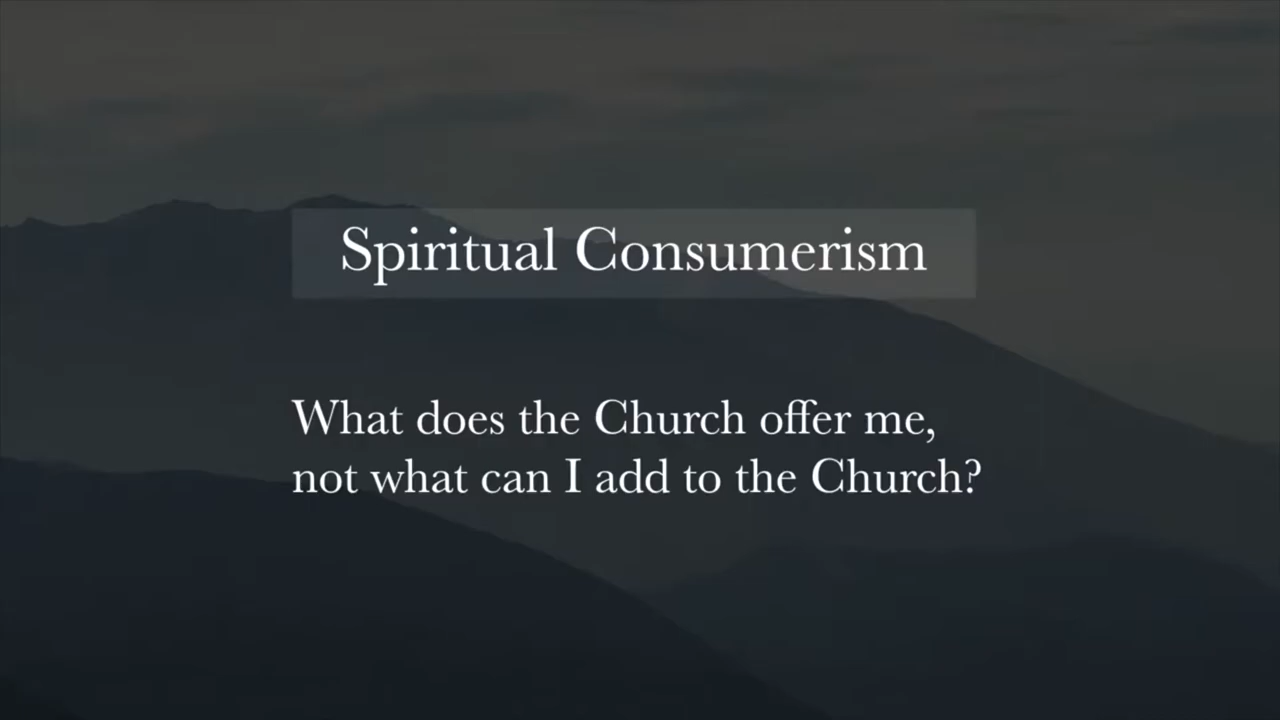 Spiritual Consumerism
What does the Church offer me,
not what can I add to the Church?